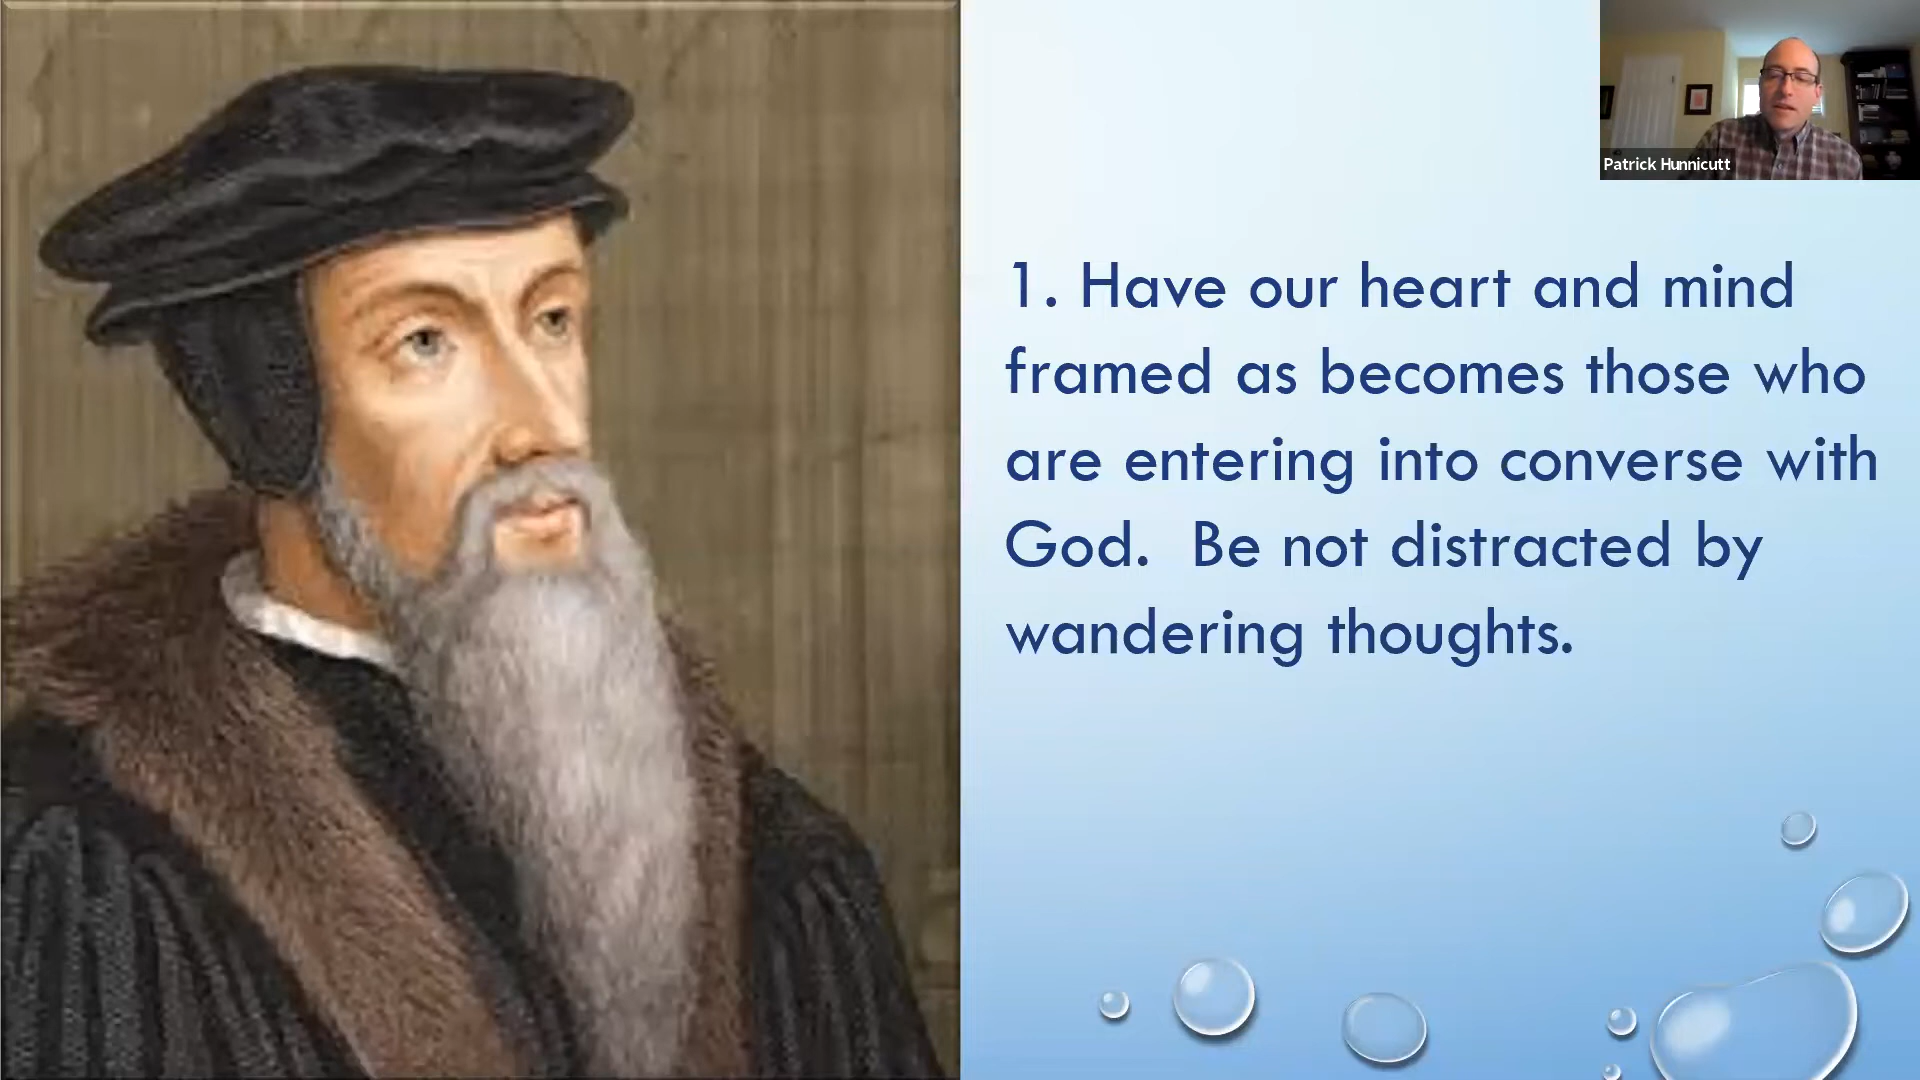 Patrick Hunnicutt
1. Have our heart and mind
framed as becomes those who
are entering into converse with
God.  Be not distracted by
wandering thoughts.